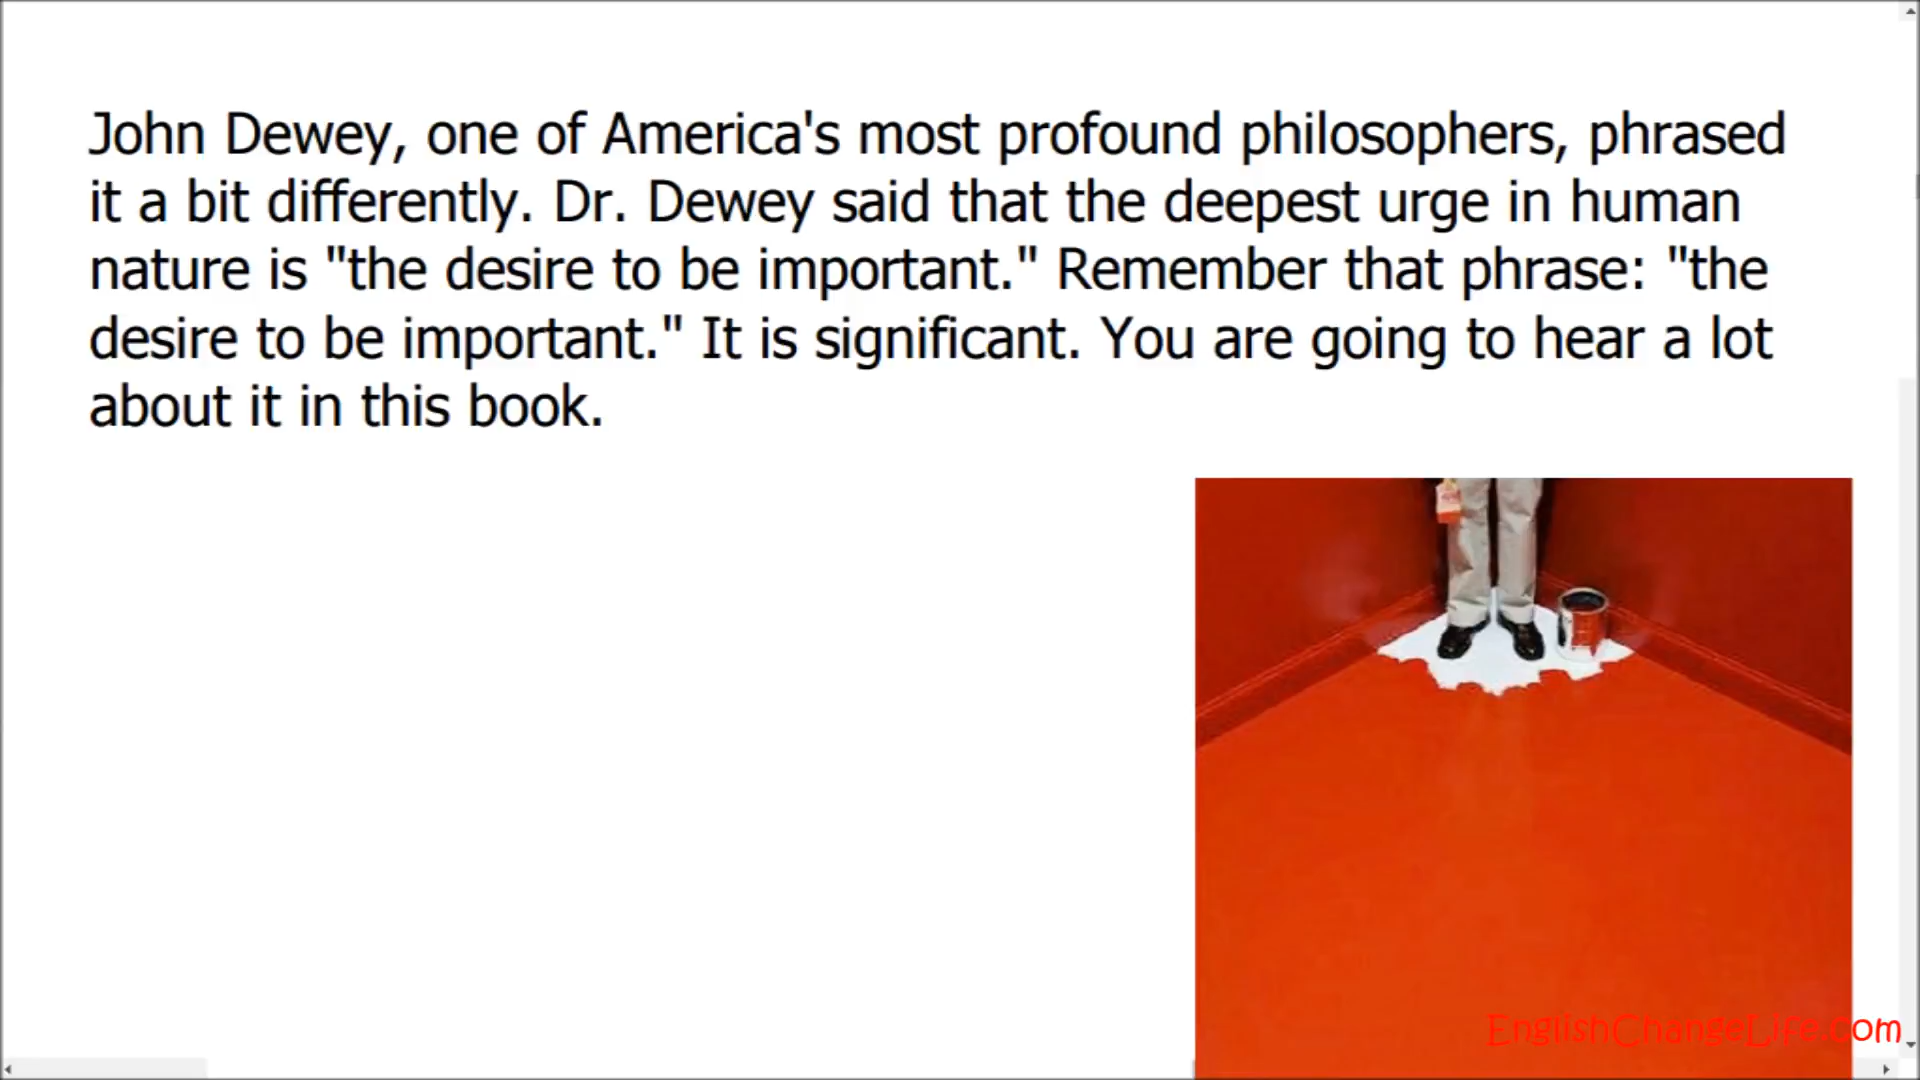 John Dewey, one of America's most profound philosophers, phrased
it a bit differently. Dr. Dewey said that the deepest urge in human
nature is "the desire to be important." Remember that phrase: "the
desire to be important." It is significant. You are going to hear a lot
about it in this book.
EnglishChangeLife.com